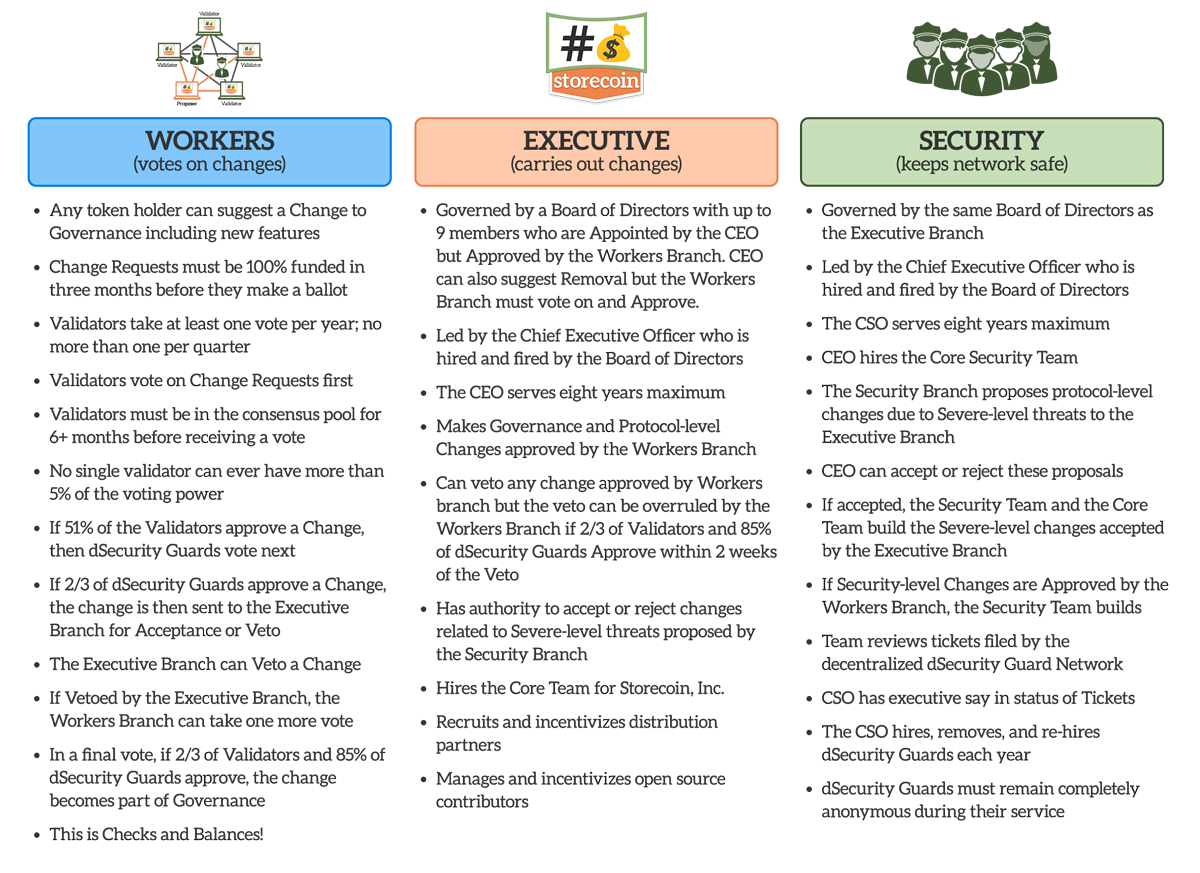 Validator
Validator
Validator
Proposer
Validator
#
$
storecoin
WORKERS
(votes on changes)
• Any token holder can suggest a Change to
Governance including new features
• Change Requests must be 100% funded in
three months before they make a ballot
• Validators take at least one vote per year; no
more than one per quarter
• Validators vote on Change Requests first
• Validators must be in the consensus pool for
6+ months before receiving a vote
• No single validator can ever have more than
5% of the voting power
• If 51% of the Validators approve a Change,
then dSecurity Guards vote next
• If 2/3 of dSecurity Guards approve a Change,
the change is then sent to the Executive
Branch for Acceptance or Veto
• The Executive Branch can Veto a Change
• If Vetoed by the Executive Branch, the
Workers Branch can take one more vote
• In a final vote, if 2/3 of Validators and 85% of
dSecurity Guards approve, the change
becomes part of Governance
• This is Checks and Balances!
EXECUTIVE
(carries out changes)
• Governed by a Board of Directors with up to
9 members who are Appointed by the CEO
but Approved by the Workers Branch. CEO
can also suggest Removal but the Workers
Branch must vote on and Approve.
• Led by the Chief Executive Officer who is
hired and fired by the Board of Directors
• The CEO serves eight years maximum
• Makes Governance and Protocol-level
Changes approved by the Workers Branch
• Can veto any change approved by Workers
branch but the veto can be overruled by the
Workers Branch if 2/3 of Validators and 85%
of dSecurity Guards Approve within 2 weeks
of the Veto
• Has authority to accept or reject changes
related to Severe-level threats proposed by
the Security Branch
• Hires the Core Team for Storecoin, Inc.
• Recruits and incentivizes distribution
partners
• Manages and incentivizes open source
contributors
SECURITY
(keeps network safe)
• Governed by the same Board of Directors as
the Executive Branch
• Led by the Chief Executive Officer who is
hired and fired by the Board of Directors
• The CSO serves eight years maximum
• CEO hires the Core Security Team
• The Security Branch proposes protocol-level
changes due to Severe-level threats to the
Executive Branch
• CEO can accept or reject these proposals
• If accepted, the Security Team and the Core
Team build the Severe-level changes accepted
by the Executive Branch
• If Security-level Changes are Approved by the
Workers Branch, the Security Team builds
• Team reviews tickets filed by the
decentralized dSecurity Guard Network
• CSO has executive say in status of Tickets
• The CSO hires, removes, and re-hires
dSecurity Guards each year
• dSecurity Guards must remain completely
anonymous during their service